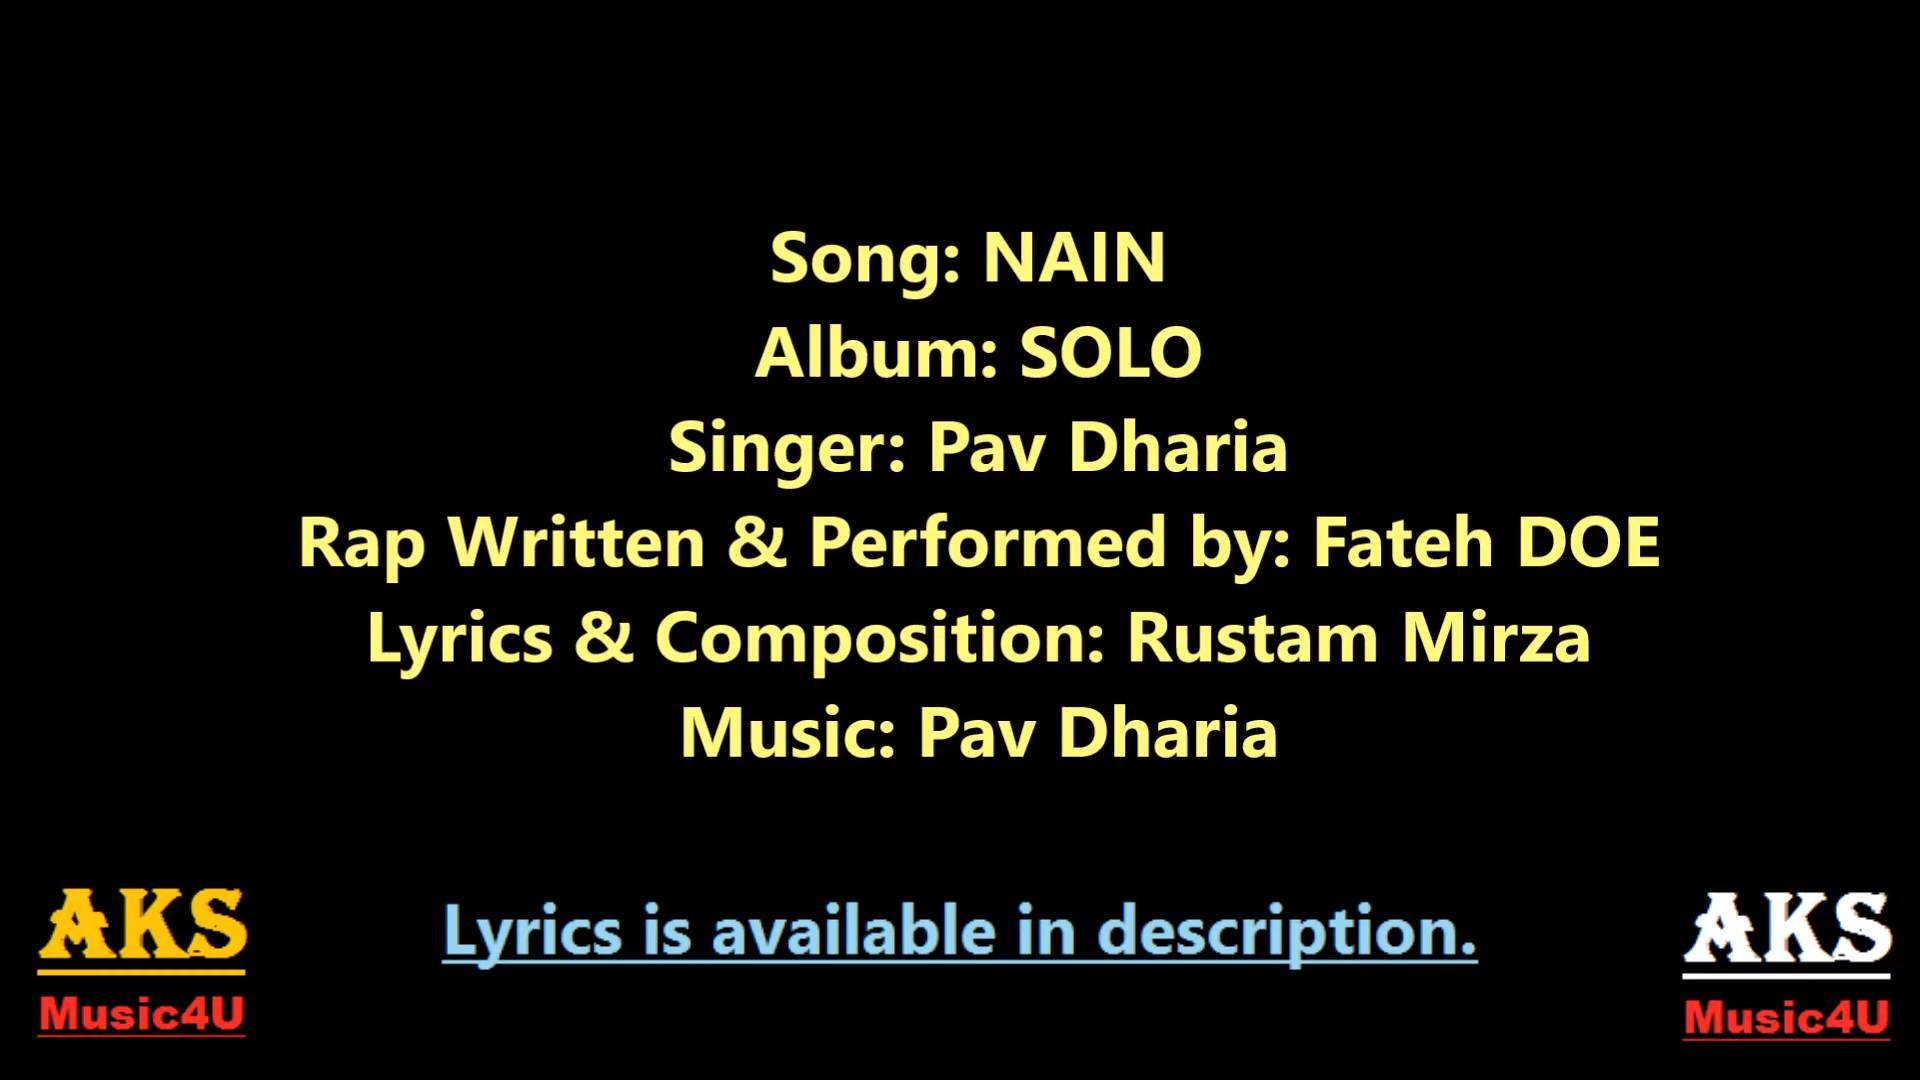 Song: NAIN
Album: SOLO
Singer: Pav Dharia
Rap Written & Performed by: Fateh DOE
Lyrics & Composition: Rustam Mirza
Music: Pav Dharia
AKS
Music4U
Lyrics is available in description.
AKS
Music4U